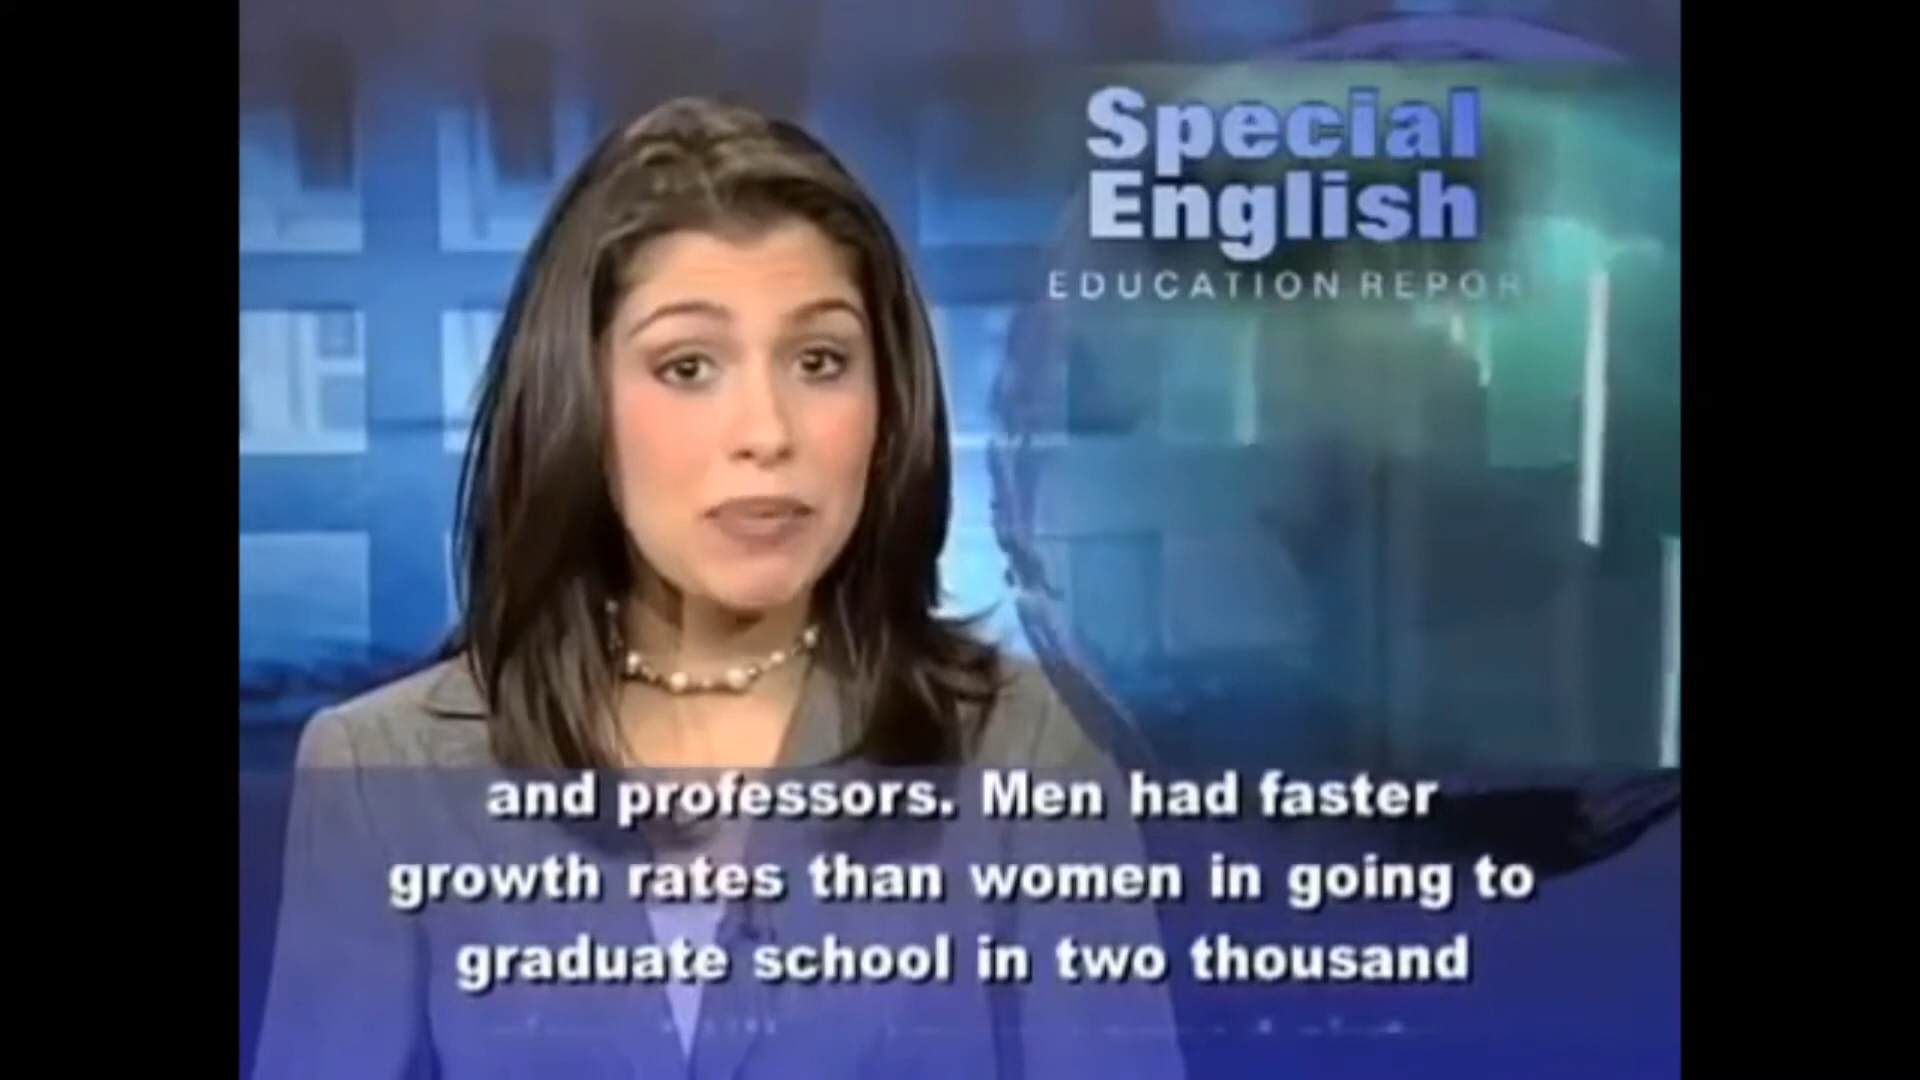 Special
English
EDUCATION REPOR
and professors. Men had faster
growth rates than women in going to
graduate school in two thousand